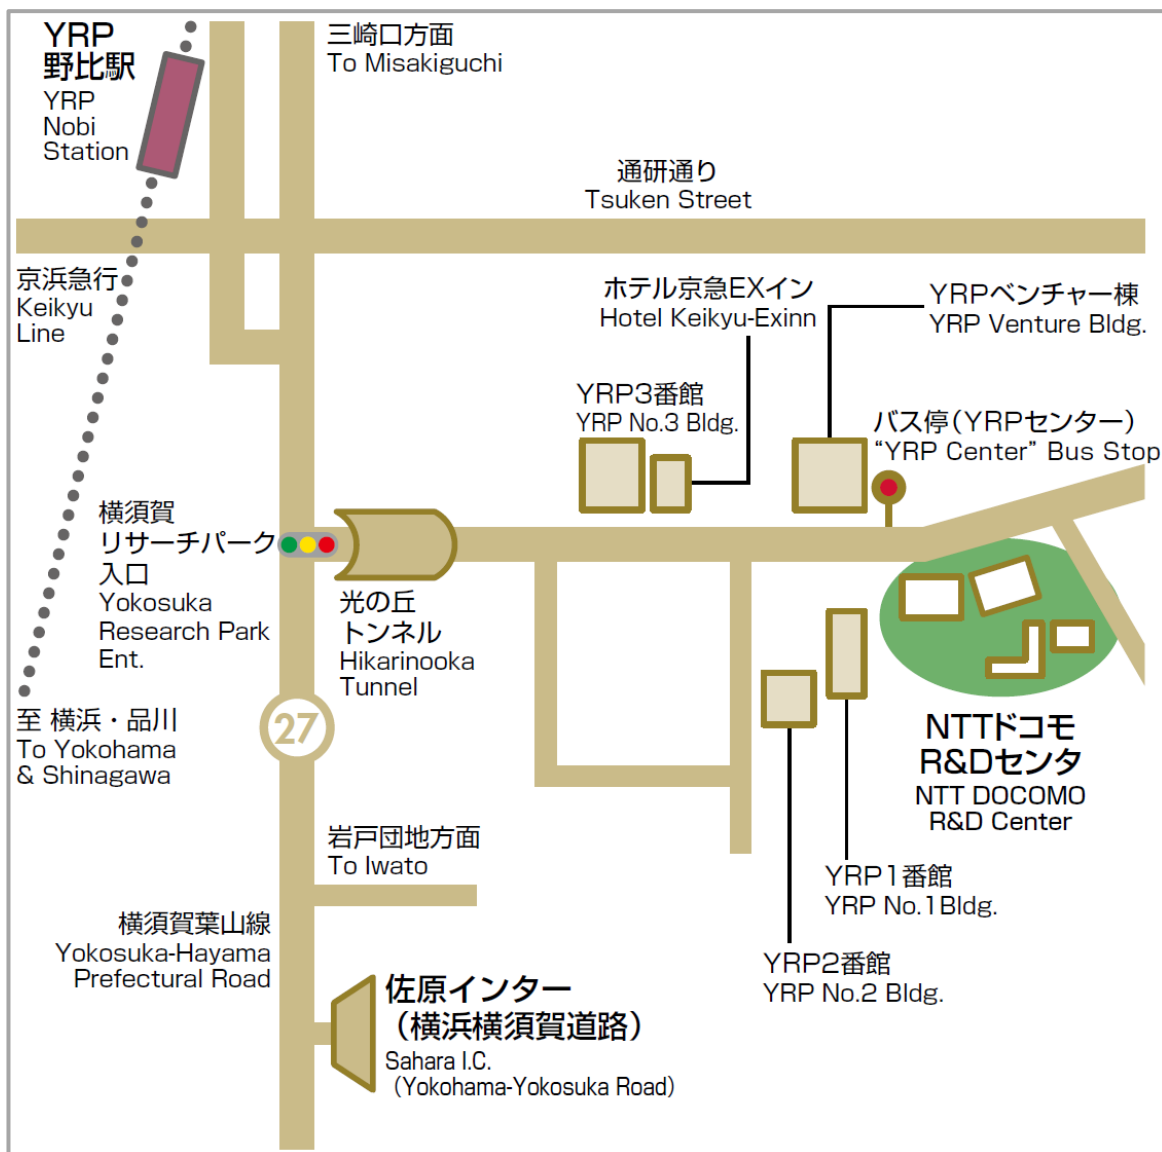 YRP
野比駅
YRP
Nobi
Station
三崎口方面
To Misakiguchi
通研通り
Tsuken Street
京浜急行
Keikyu
Line
ホテル京急EXイン
Hotel Keikyu-Exinn
YRPベンチャー棟
YRP Venture Bldg.
YRP3番館
YRP No.3 Bldg.
バス停(YRPセンター)
“YRP Center” Bus Stop
横須賀
リサーチパーク
入口
Yokosuka
Research Park
Ent.
光の丘
トンネル
Hikarinooka
Tunnel
至 横浜・品川
To Yokohama
& Shinagawa
27
NTTドコモ
R&Dセンタ
NTT DOCOMO
R&D Center
岩戸団地方面
To Iwato
YRP1番館
YRP No.1Bldg.
横須賀葉山線
Yokosuka-Hayama
Prefectural Road
YRP2番館
YRP No.2 Bldg.
佐原インター
(横浜横須賀道路)
Sahara I.C.
(Yokohama-Yokosuka Road)